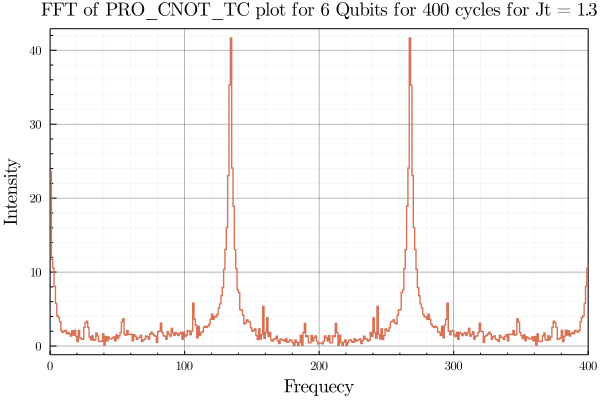 FFT of PRO_CNOT_TC plot for 6 Qubits for 400 cycles for Jt = 1.3
40
30
20
10
0
Intensity
0 100 200 300 400
Frequecy